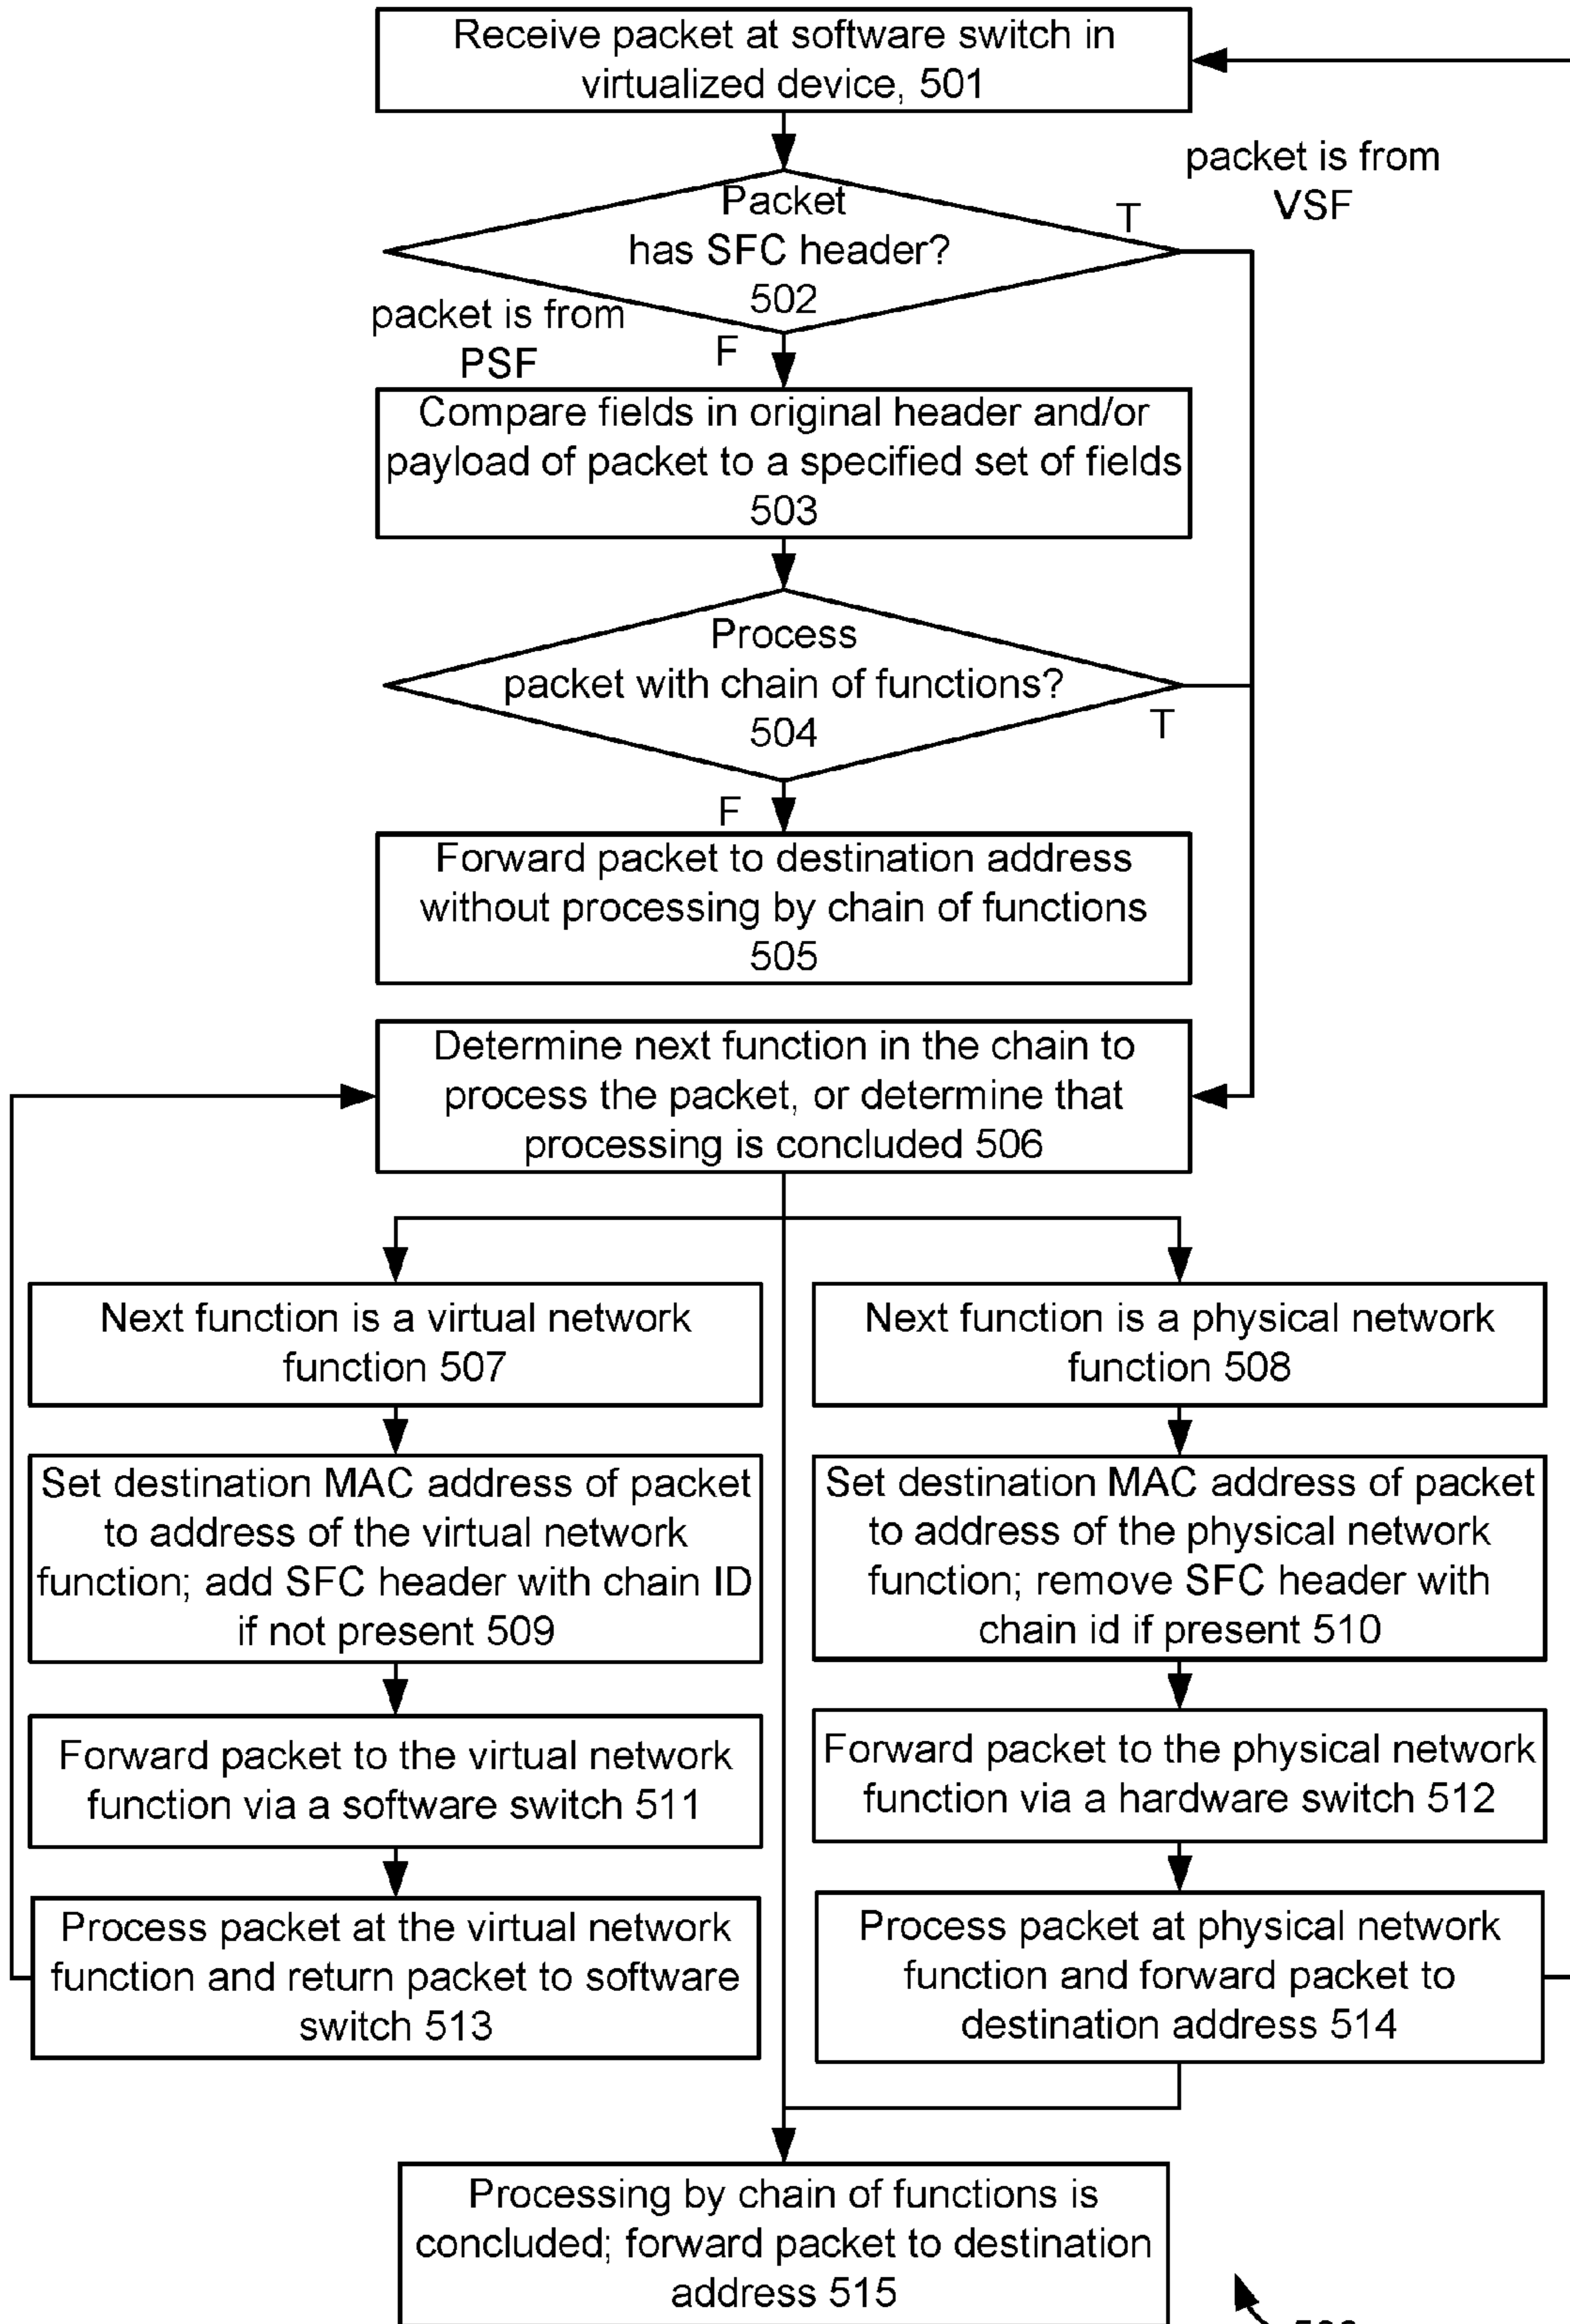 Receive packet at software switch in
virtualized device, 501
packet is from
VSF
Packet
has SFC header?
502
T
packet is from
PSF
F
Compare fields in original header and/or
payload of packet to a specified set of fields
503
Process
packet with chain of functions?
504
T
F
Forward packet to destination address
without processing by chain of functions
505
Determine next function in the chain to
process the packet, or determine that
processing is concluded 506
Next function is a virtual network
function 507
Next function is a physical network
function 508
Set destination MAC address of packet
to address of the virtual network
function; add SFC header with chain ID
if not present 509
Set destination MAC address of packet
to address of the physical network
function; remove SFC header with
chain id if present 510
Forward packet to the virtual network
function via a software switch 511
Forward packet to the physical network
function via a hardware switch 512
Process packet at the virtual network
function and return packet to software
switch 513
Process packet at physical network
function and forward packet to
destination address 514
Processing by chain of functions is
concluded; forward packet to destination
address 515